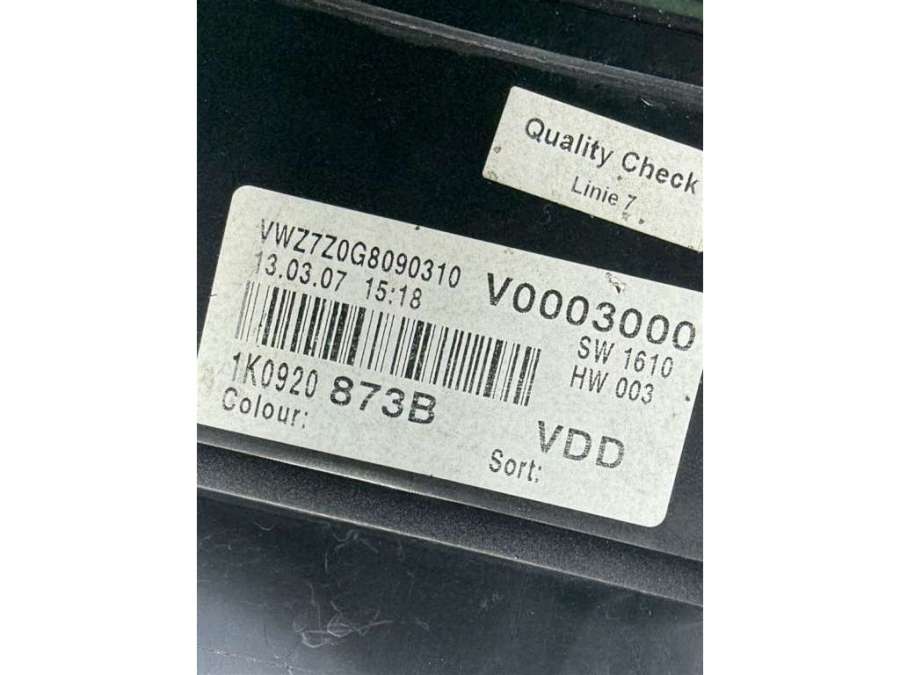 Quality Check
Linie 7
VWZ7Z0G8090310
13.03.07 15:18
V0003000
SW 1610
HW 003
1K0920 873B
Colour:
VDD
Sort: